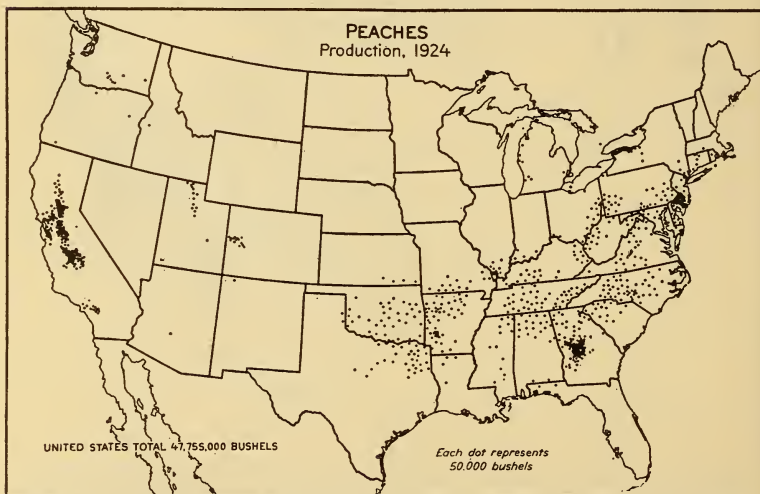 PEACHES
Production, 1924
UNITED STATES TOTAL 47,755,000 BUSHELS
Each dot represents
50,000 bushels